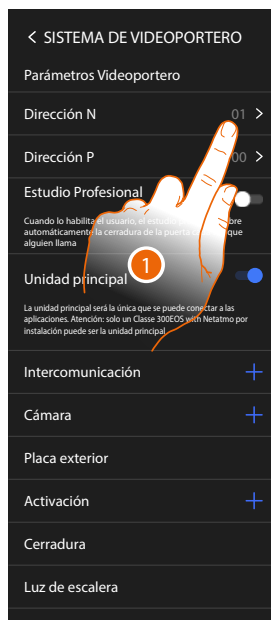 < SISTEMA DE VIDEOPORTERO
Parámetros Videoportero
Dirección N 01 >
Dirección P 00 >
Estudio Profesional
Cuando lo habilita el usuario, el estudio
automáticamente la cerradura de la puerta que
alguien llama
1
Unidad principal
La unidad principal será la única que se puede conectar a las
aplicaciones. Atención: solo un Classe 300EOS with Netatmo por
instalación puede ser la unidad principal
Intercomunicación +
Cámara +
Placa exterior
Activación +
Cerradura
Luz de escalera